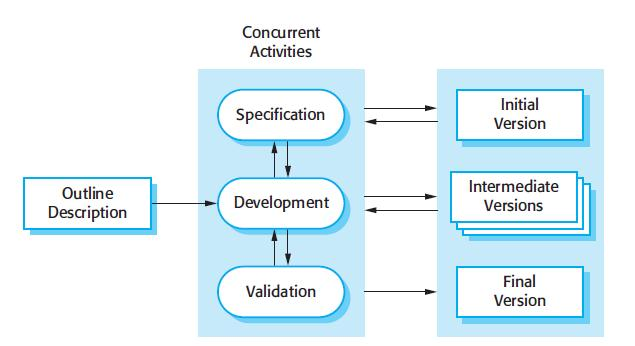 Concurrent
Activities
Specification
Initial
Version
Outline
Description
Development
Intermediate
Versions
Validation
Final
Version